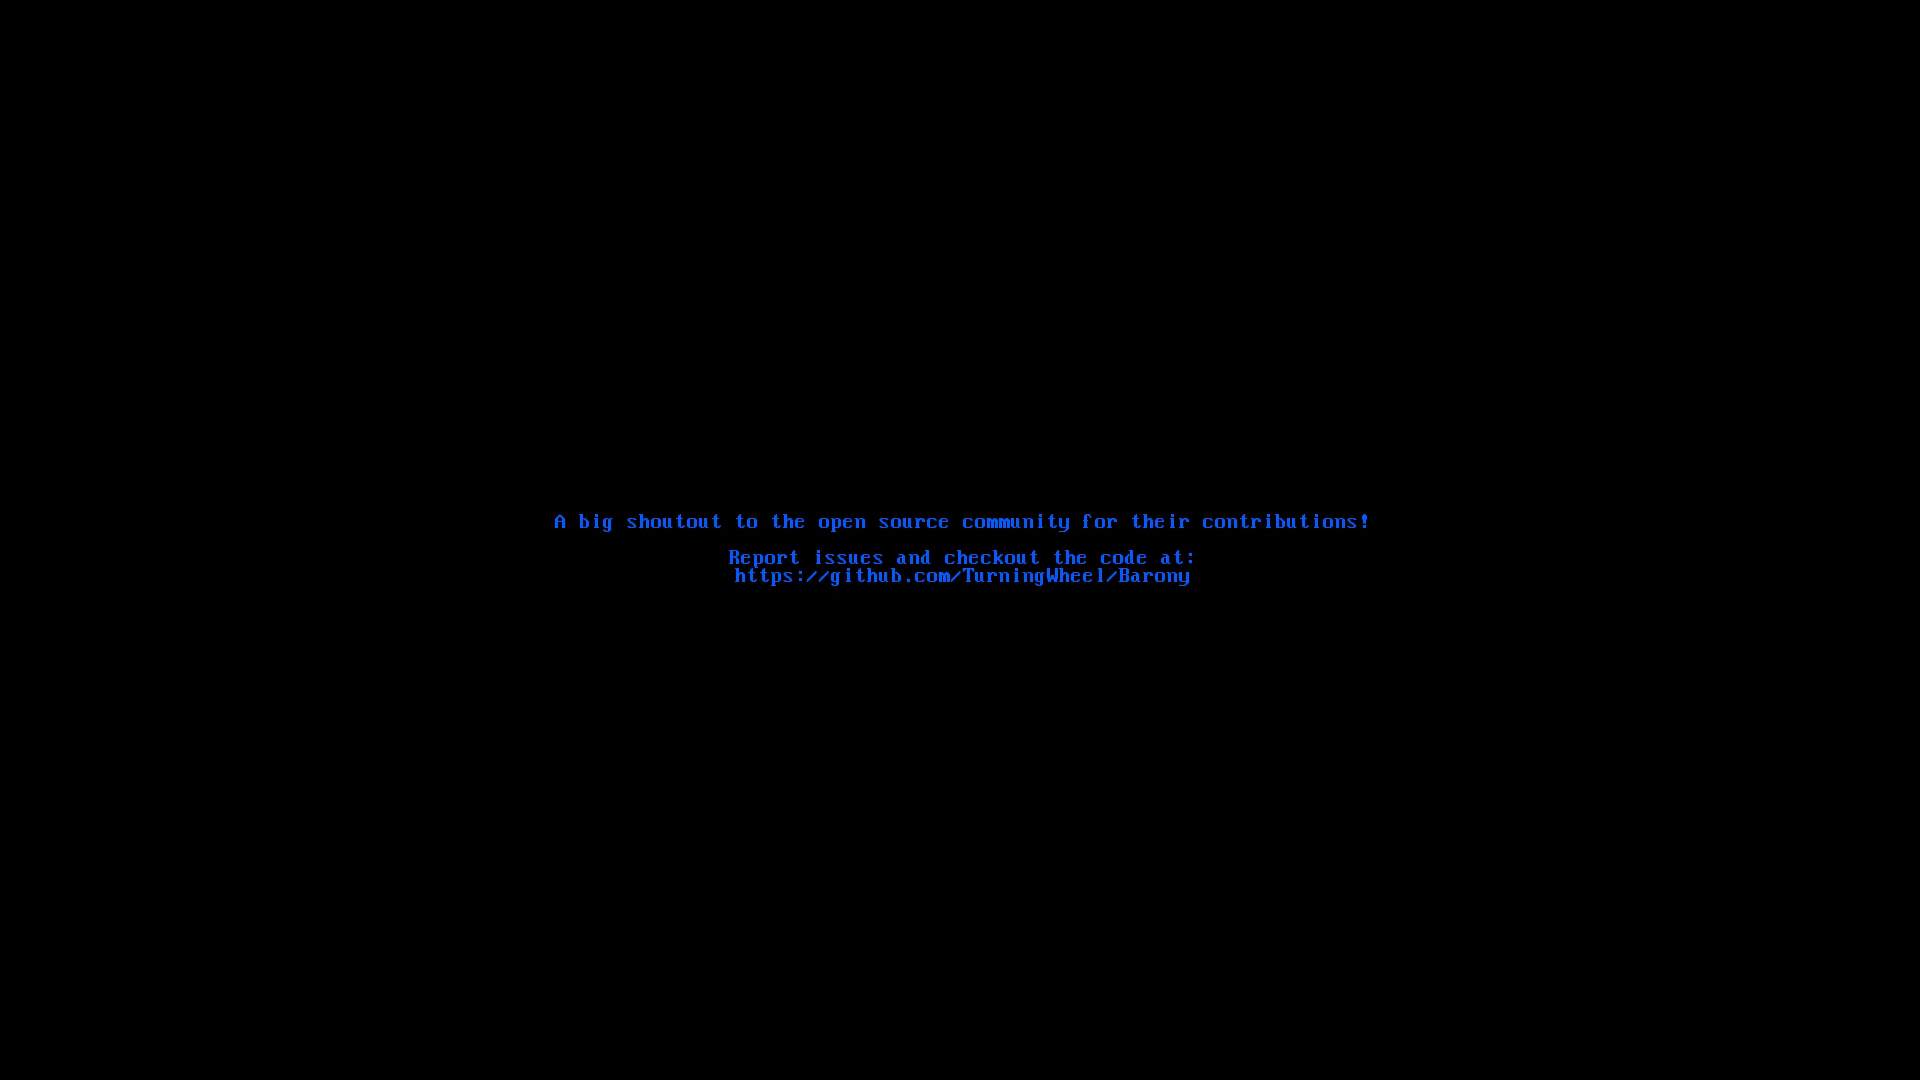 A big shoutout to the open source community for their contributions!
Report issues and checkout the code at:
https://github.com/TurningWheel/Barony